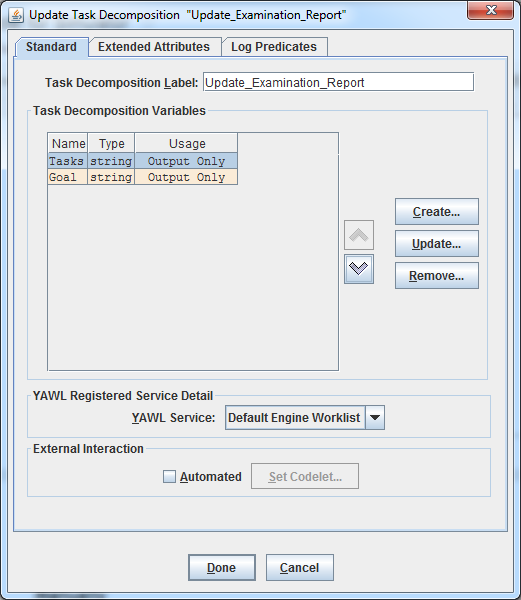 Update Task Decomposition "Update_Examination_Report"
Standard Extended Attributes Log Predicates
Task Decomposition Label: Update_Examination_Report
Task Decomposition Variables
Name Type Usage
Tasks string Output Only
Goal string Output Only
Create...
Update...
Remove...
YAWL Registered Service Detail
YAWL Service: Default Engine Worklist
External Interaction
Automated Set Codelet...
Done Cancel